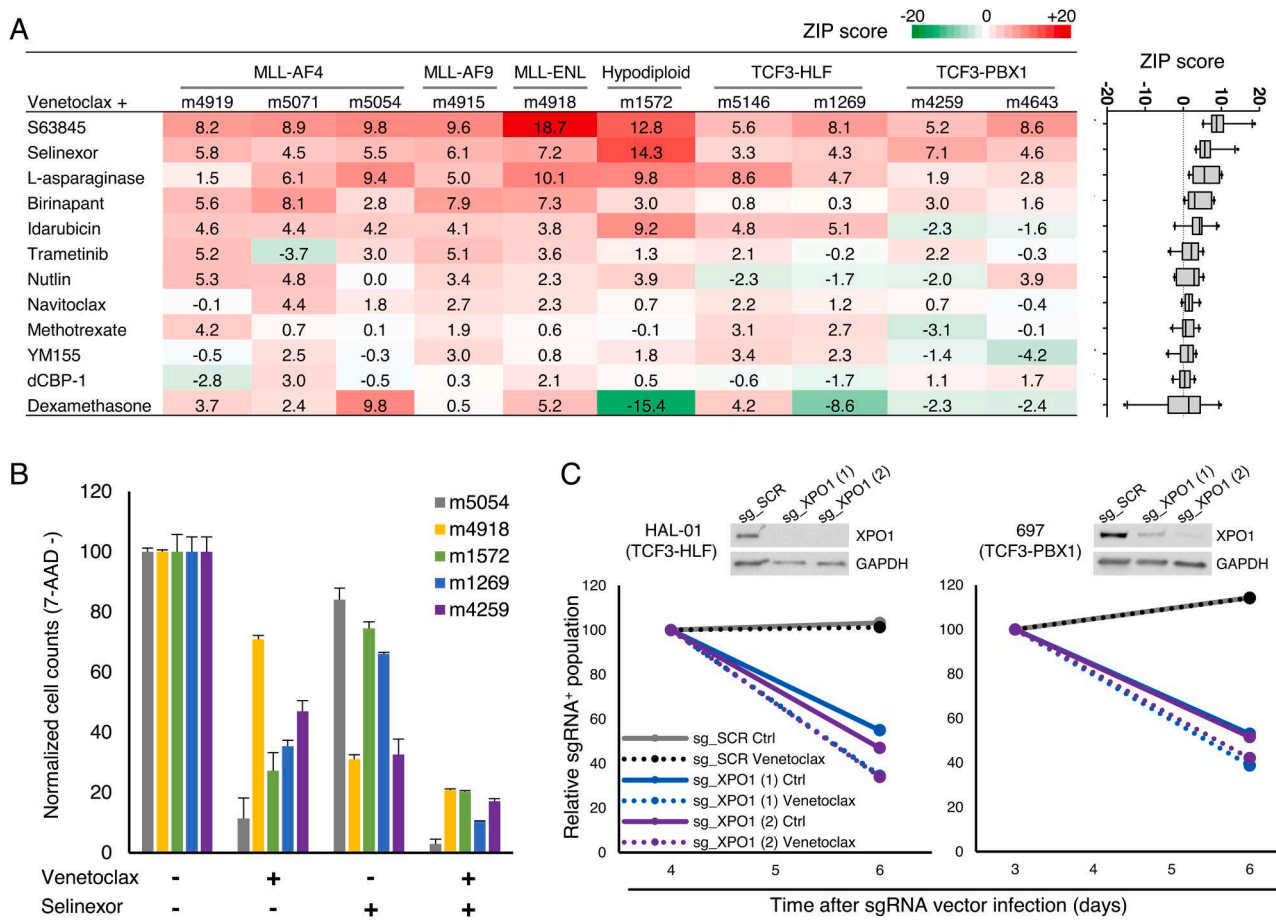 A
ZIP score
-20 0 +20
MLL-AF4 MLL-AF9 MLL-ENL Hypodiploid TCF3-HLF TCF3-PBX1
Venetoclax + m4919 m5071 m5054 m4915 m4918 m1572 m5146 m1269 m4259 m4643
S63845 8.2 8.9 9.8 9.6 18.7 12.8 5.6 8.1 5.2 8.6
Selinexor 5.8 4.5 5.5 6.1 7.2 14.3 3.3 4.3 7.1 4.6
L-asparaginase 1.5 6.1 9.4 5.0 10.1 9.8 8.6 4.7 1.9 2.8
Birinapant 5.6 8.1 2.8 7.9 7.3 3.0 0.8 0.3 3.0 1.6
Idarubicin 4.6 4.4 4.2 4.1 3.8 9.2 4.8 5.1 -2.3 -1.6
Trametinib 5.2 -3.7 3.0 5.1 3.6 1.3 2.1 -0.2 2.2 -0.3
Nutlin 5.3 4.8 0.0 3.4 2.3 3.9 -2.3 -1.7 -2.0 3.9
Navitoclax -0.1 4.4 1.8 2.7 2.3 0.7 2.2 1.2 0.7 -0.4
Methotrexate 4.2 0.7 0.1 1.9 0.6 -0.1 3.1 2.7 -3.1 -0.1
YM155 -0.5 2.5 -0.3 3.0 0.8 1.8 3.4 2.3 -1.4 -4.2
dCBP-1 -2.8 3.0 -0.5 0.3 2.1 0.5 -0.6 -1.7 1.1 1.7
Dexamethasone 3.7 2.4 9.8 0.5 5.2 -15.4 4.2 -8.6 -2.3 -2.4
ZIP score
-20 -10 0 10 20
B
Normalized cell counts (7-AAD -)
120
100
80
60
40
20
0
m5054
m4918
m1572
m1269
m4259
Venetoclax - + - +
Selinexor - - + +
C
HAL-01
(TCF3-HLF)
sg_SCR sg_XPO1 (1) sg_XPO1 (2)
XPO1
GAPDH
697
(TCF3-PBX1)
sg_SCR sg_XPO1 (1) sg_XPO1 (2)
XPO1
GAPDH
Relative sgRNA⁺ population
120
100
80
60
40
20
0
sg_SCR Ctrl
sg_SCR Venetoclax
sg_XPO1 (1) Ctrl
sg_XPO1 (1) Venetoclax
sg_XPO1 (2) Ctrl
sg_XPO1 (2) Venetoclax
4 5 6
120
100
80
60
40
20
0
3 4 5 6
Time after sgRNA vector infection (days)